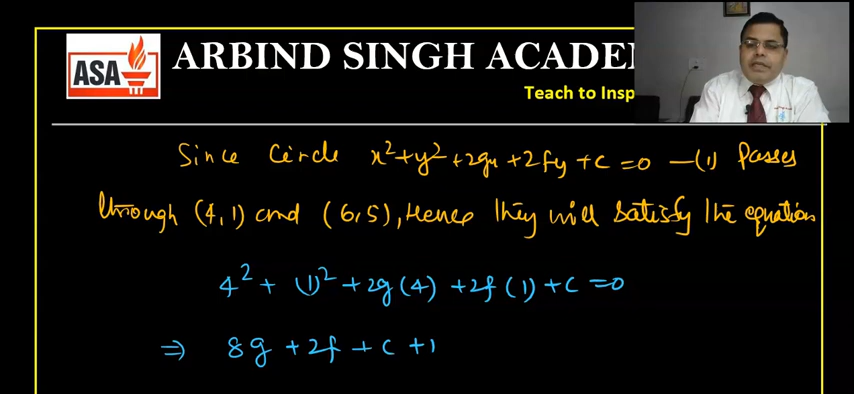 ASA
ARBIND SINGH ACADE
Teach to Insp
Since Circle x²+y²+2gx+2fy+c=0 —(1) Passes
through (4,1) and (6,5), Hence they will satisfy the equation
4² + (1)² + 2g(4) + 2f(1) + c = 0
⇒ 8g + 2f + c + 1